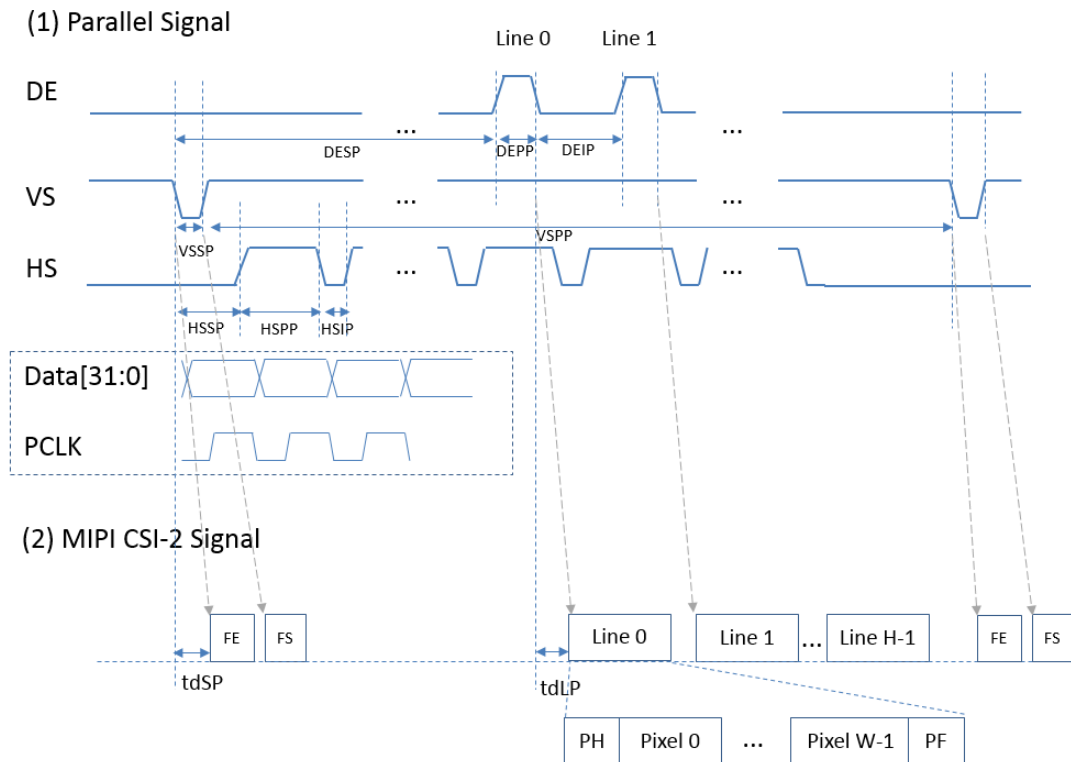 (1) Parallel Signal
Line 0 Line 1
DE
... ...
DESP DEPP DEIP
VS
... ...
VSSP VSPP
HS
... ...
HSSP HSPP HSIP
Data[31:0]
PCLK
(2) MIPI CSI-2 Signal
FE FS Line 0 Line 1 ... Line H-1 FE FS
tdSP tdLP
PH Pixel 0 ... Pixel W-1 PF